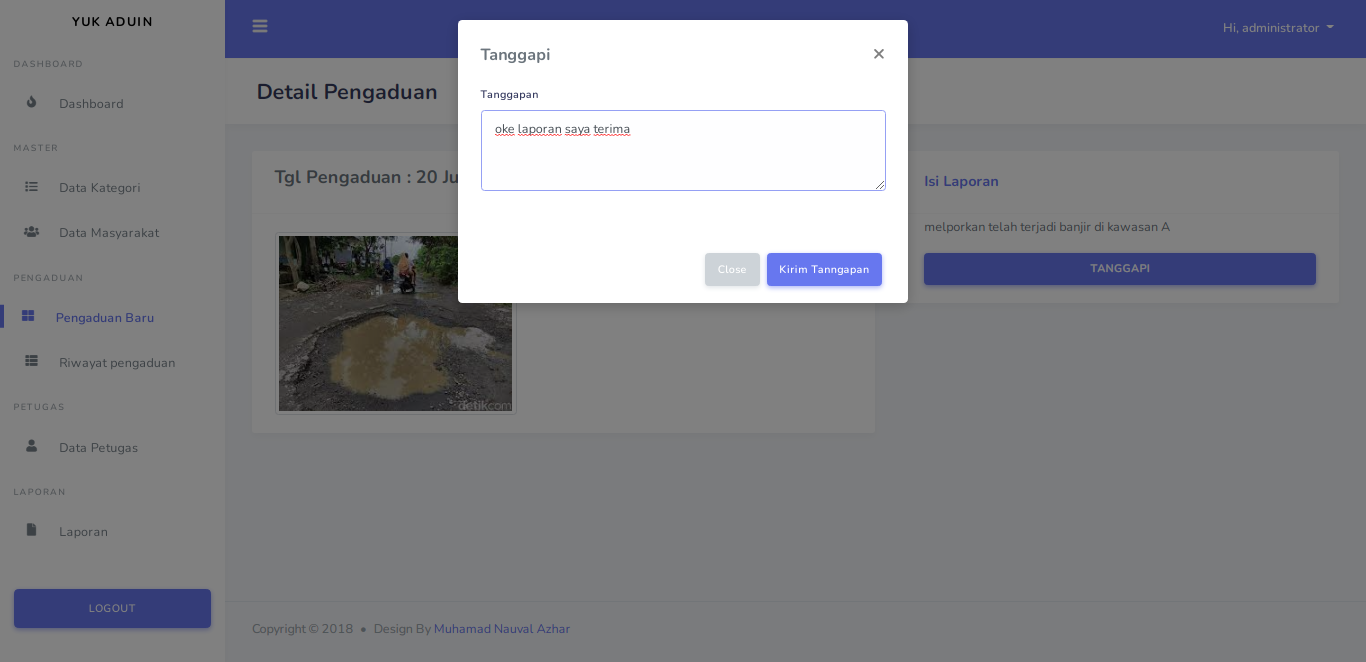 YUK ADUIN
Hi, administrator
DASHBOARD
Dashboard
MASTER
Data Kategori
Data Masyarakat
PENGADUAN
Pengaduan Baru
Riwayat pengaduan
PETUGAS
Data Petugas
LAPORAN
Laporan
LOGOUT
Detail Pengaduan
Tgl Pengaduan : 20
detikcom
Tanggapi
×
Tanggapan
oke laporan saya terima
Close
Kirim Tanngapan
Isi Laporan
melporkan telah terjadi banjir di kawasan A
TANGGAPI
Copyright © 2018 • Design By Muhamad Nauval Azhar